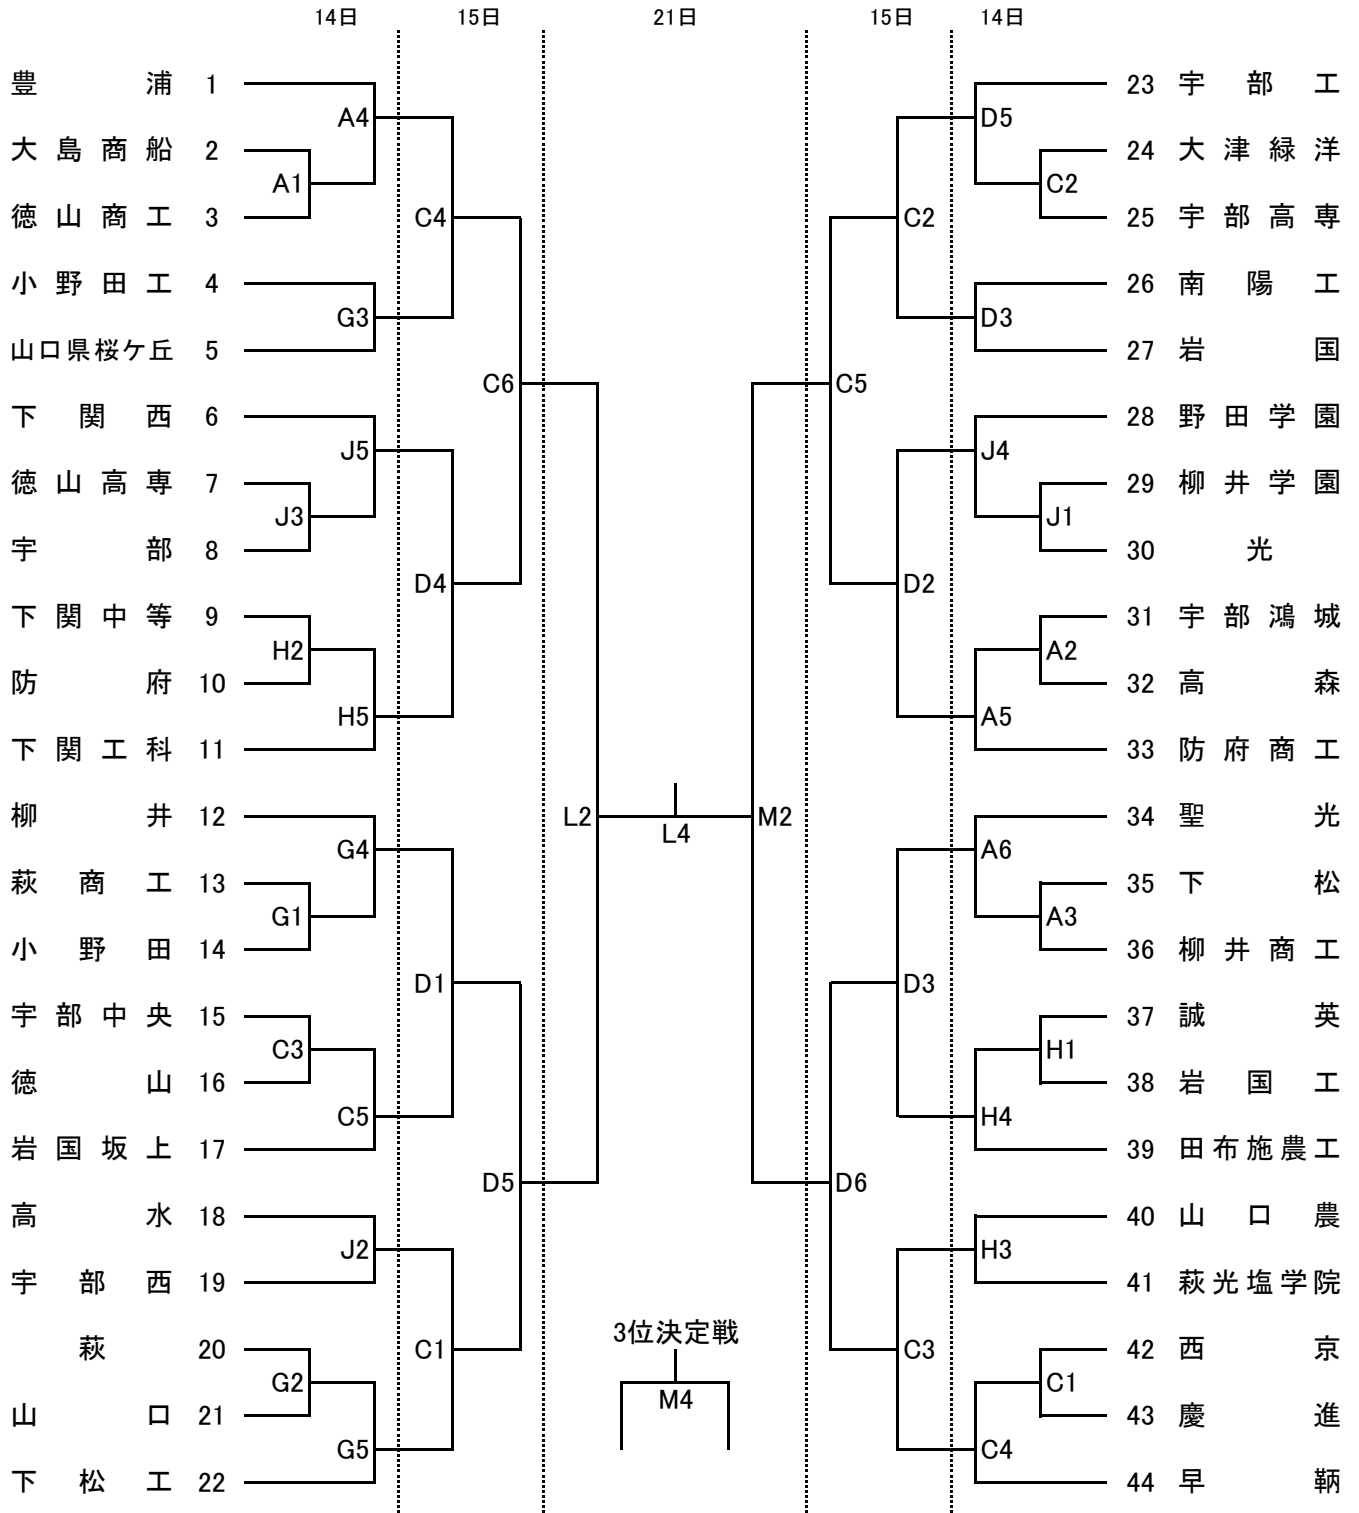 14日 15日 21日 15日 14日
豊浦 1 23 宇部工
A4 D5
大島商船 2 24 大津緑洋
A1 C2
徳山商工 3 C4 C2 25 宇部高専
小野田工 4 26 南陽工
G3 D3
山口県桜ケ丘 5 27 岩国
C6 C5
下関西 6 28 野田学園
J5 J4
徳山高専 7 29 柳井学園
J3 J1
宇部 8 30 光
D4 D2
下関中等 9 31 宇部鴻城
H2 A2
防府 10 32 高森
H5 A5
下関工科 11 33 防府商工
柳井 12 L2 L4 M2 34 聖光
G4 A6
萩商工 13 35 下松
G1 A3
小野田 14 36 柳井商工
D1 D3
宇部中央 15 37 誠英
C3 H1
徳山 16 38 岩国工
C5 H4
岩国坂上 17 39 田布施農工
D5 D6
高水 18 40 山口農
J2 H3
宇部西 19 41 萩光塩学院
3位決定戦
萩 20 C1 C3 42 西京
G2 M4 C1
山口 21 43 慶進
G5 C4
下松工 22 44 早鞆